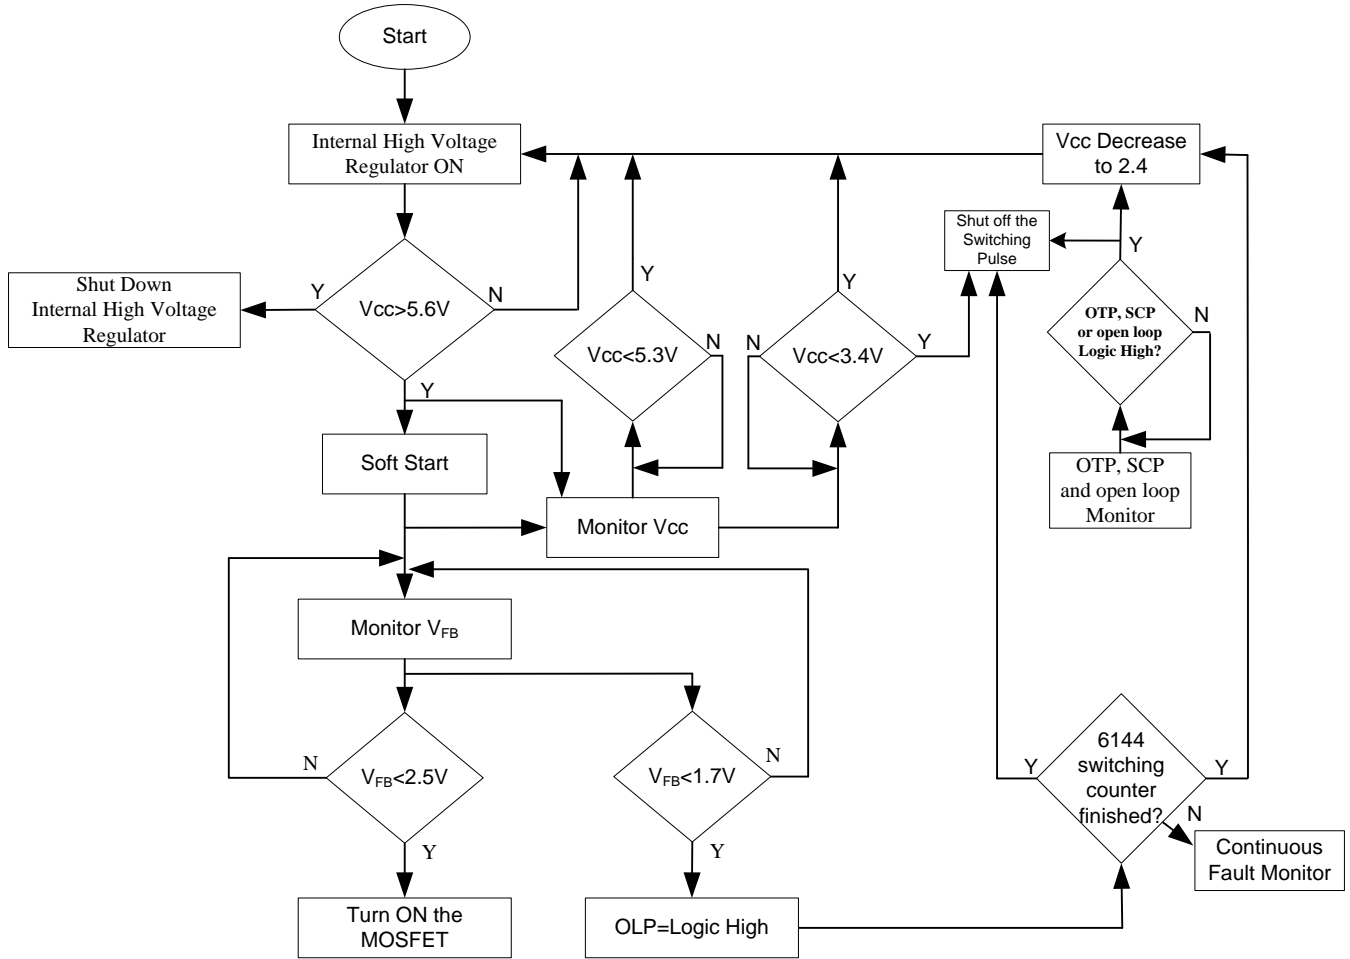 Start
Internal High Voltage
Regulator ON
Vcc Decrease
to 2.4
Shut off the
Switching
Pulse
Y
Shut Down
Internal High Voltage
Regulator
Y
Vcc>5.6V
N
Y
Vcc<5.3V
N
Y
N
Vcc<3.4V
Y
OTP, SCP
or open loop
Logic High?
N
Y
Soft Start
Monitor Vcc
OTP, SCP
and open loop
Monitor
Monitor VFB
N
VFB<2.5V
Y
VFB<1.7V
N
Y
Y
6144
switching
counter
finished?
Y
N
Continuous
Fault Monitor
Turn ON the
MOSFET
OLP=Logic High